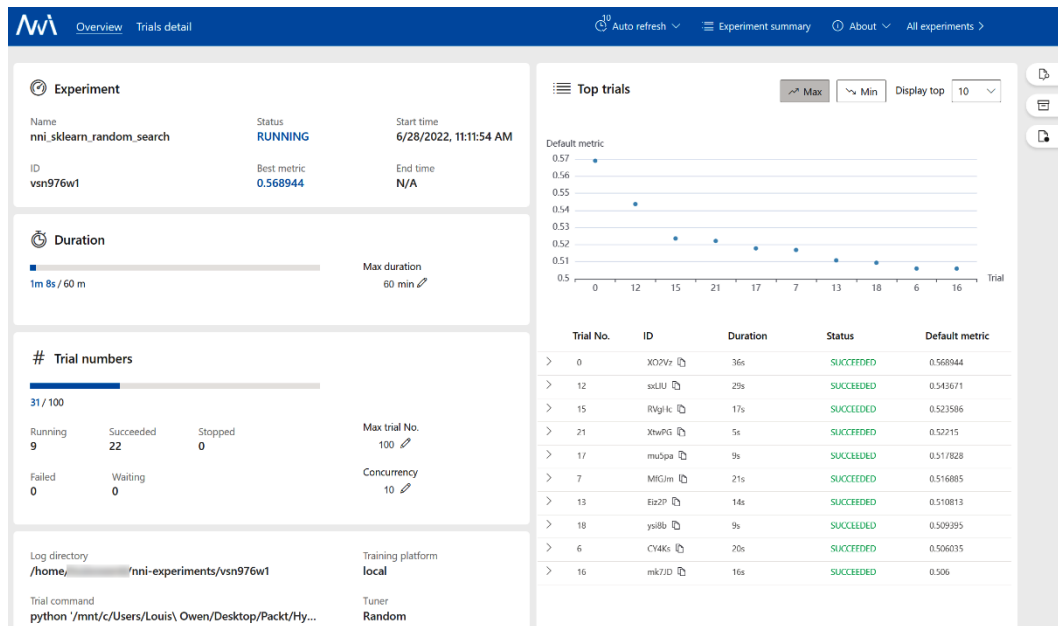 NNI Overview Trials detail
10 Auto refresh Experiment summary About All experiments
Experiment
Name Status Start time
nni_sklearn_random_search RUNNING 6/28/2022, 11:11:54 AM
ID Best metric End time
vsn976w1 0.568944 N/A
Duration
Max duration
1m 8s / 60 m 60 min
# Trial numbers
31 / 100
Running Succeeded Stopped Max trial No.
9 22 0 100
Failed Waiting Concurrency
0 0 10
Log directory Training platform
/home/ /nni-experiments/vsn976w1 local
Trial command Tuner
python '/mnt/c/Users/Louis\ Owen/Desktop/Packt/Hy... Random
Top trials Max Min Display top 10
Default metric
0.57
0.56
0.55
0.54
0.53
0.52
0.51
0.5
0 12 15 21 17 7 13 18 6 16 Trial
Trial No. ID Duration Status Default metric
0 XO2Vz 36s SUCCEEDED 0.568944
12 sxLIU 29s SUCCEEDED 0.543671
15 RVgHc 17s SUCCEEDED 0.523586
21 XtwPG 5s SUCCEEDED 0.52215
17 mu5pa 9s SUCCEEDED 0.517828
7 MfGJm 21s SUCCEEDED 0.516885
13 Eiz2P 14s SUCCEEDED 0.510813
18 ysi8b 9s SUCCEEDED 0.509395
6 CY4Ks 20s SUCCEEDED 0.506035
16 mk7JD 16s SUCCEEDED 0.506